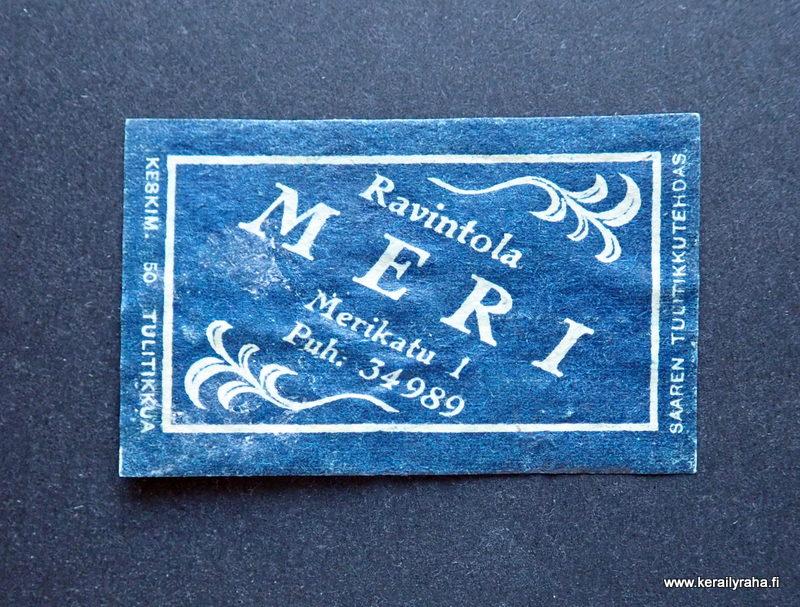 KESKIM. 50 TULITIKKUA
Ravintola
MERI
Merikatu 1
Puh. 34989
SAAREN TULITIKKUTEHDAS
www.kerailyraha.fi